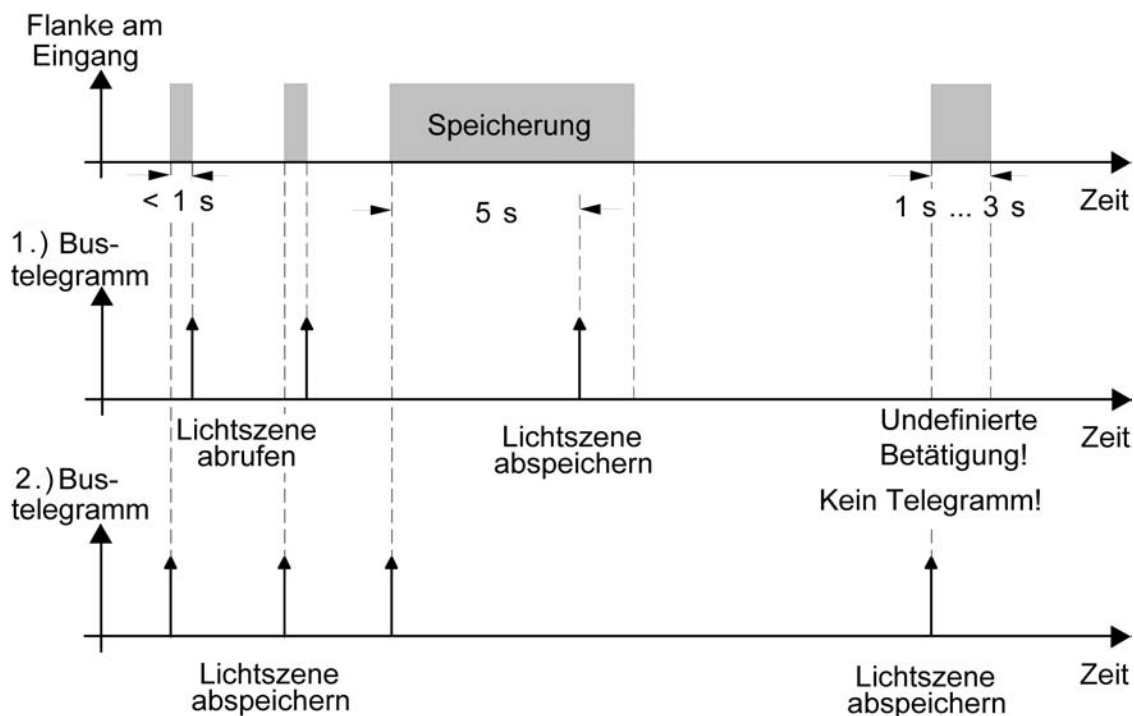 Flanke am
Eingang
Speicherung
< 1 s
5 s
1 s ... 3 s
Zeit
1.) Bus-
telegramm
Lichtszene
abrufen
Lichtszene
abspeichern
Undefinierte
Betätigung!
Kein Telegramm!
Zeit
2.) Bus-
telegramm
Lichtszene
abspeichern
Lichtszene
abspeichern
Zeit